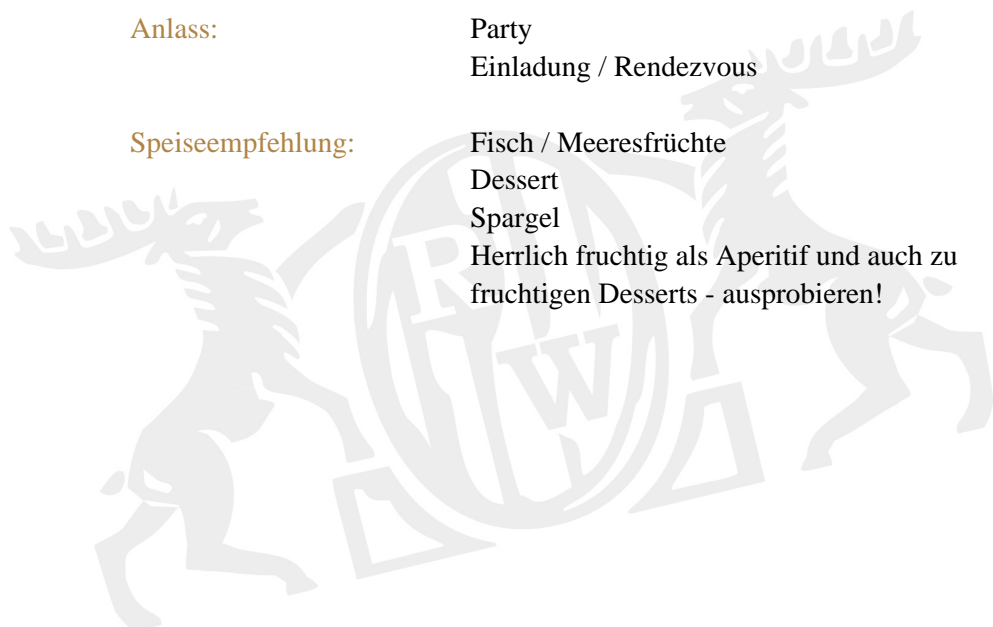 Anlass: Party
Einladung / Rendezvous
Speiseempfehlung: Fisch / Meeresfrüchte
Dessert
Spargel
Herrlich fruchtig als Aperitif und auch zu
fruchtigen Desserts - ausprobieren!
R W